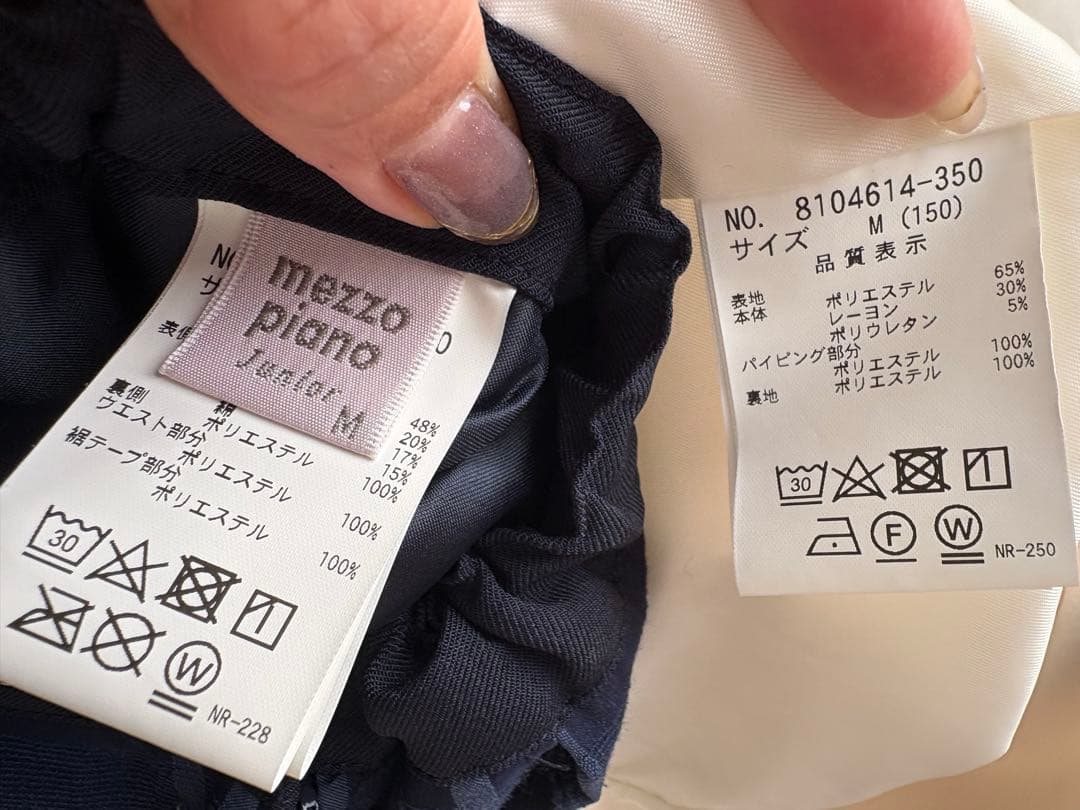 mezzo
piano
Junior M
裏側
ポリエステル
ウエスト部分
ポリエステル
裾テープ部分
ポリエステル
48%
20%
17%
15%
100%
100%
100%
30
W
NR-228
NO. 8104614-350
サイズ M (150)
品質表示
表地 ポリエステル 65%
本体 レーヨン 30%
ポリウレタン 5%
パイピング部分
ポリエステル 100%
裏地 ポリエステル 100%
30
F W NR-250